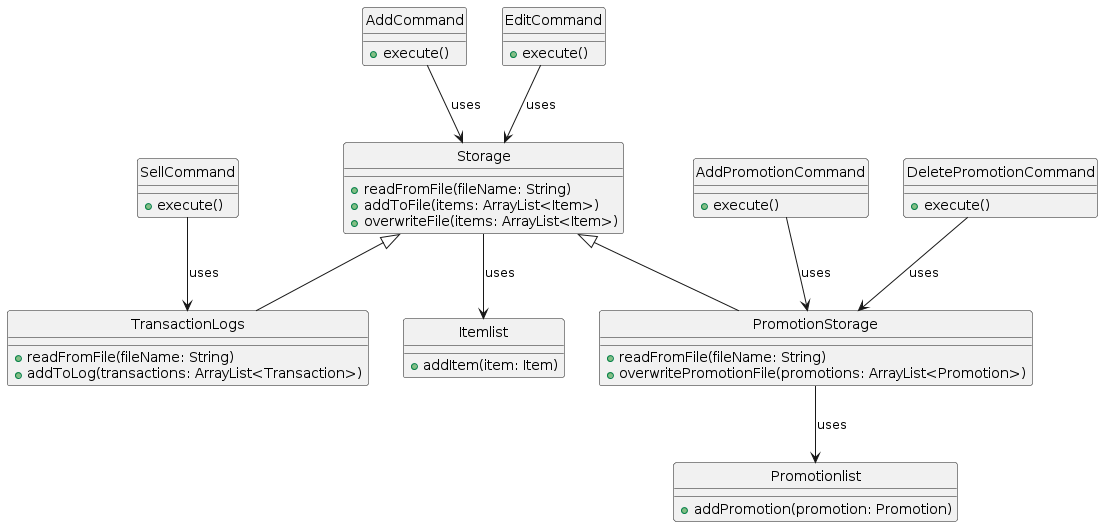 AddCommand
execute()
EditCommand
execute()
uses
uses
Storage
readFromFile(fileName: String)
addToFile(items: ArrayList<Item>)
overwriteFile(items: ArrayList<Item>)
SellCommand
execute()
AddPromotionCommand
execute()
DeletePromotionCommand
execute()
uses
uses
uses
uses
TransactionLogs
readFromFile(fileName: String)
addToLog(transactions: ArrayList<Transaction>)
Itemlist
addItem(item: Item)
PromotionStorage
readFromFile(fileName: String)
overwritePromotionFile(promotions: ArrayList<Promotion>)
uses
Promotionlist
addPromotion(promotion: Promotion)